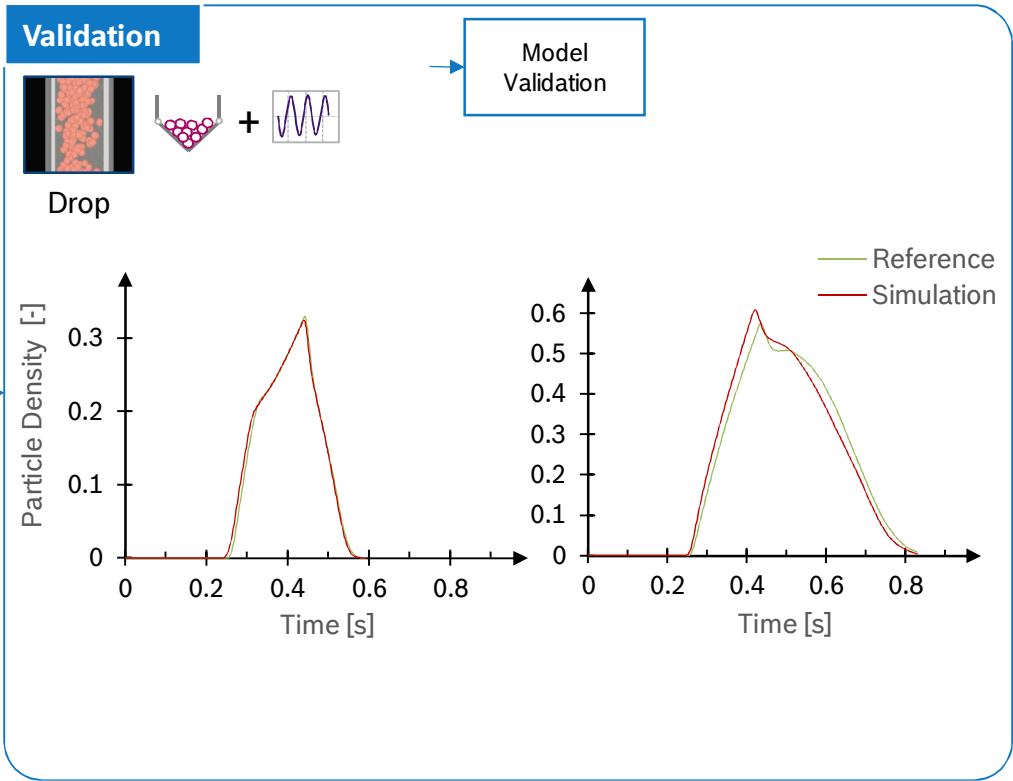 Validation
Model
Validation
+
Drop
Reference
Simulation
Particle Density [-]
0.3
0.2
0.1
0
0 0.2 0.4 0.6 0.8
Time [s]
0.6
0.5
0.4
0.3
0.2
0.1
0
0 0.2 0.4 0.6 0.8
Time [s]